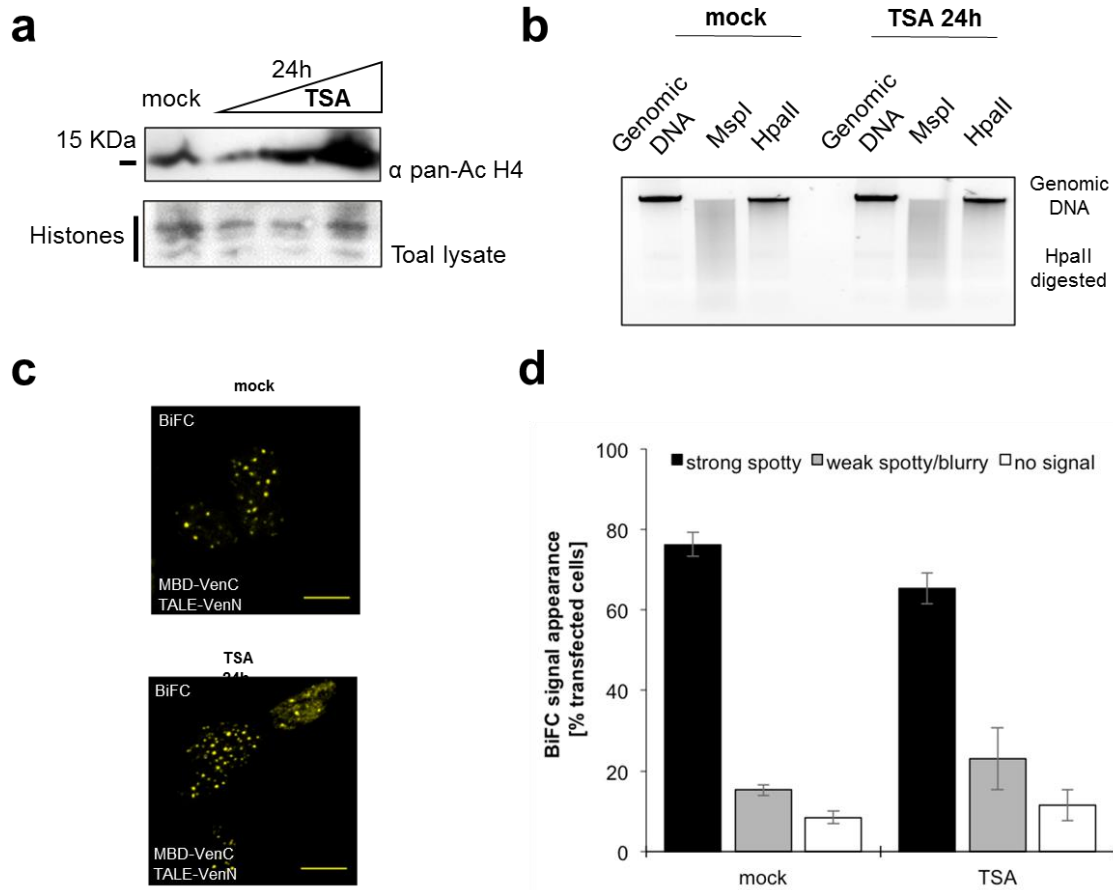 a
24h
mock
TSA
15 KDa
α pan-Ac H4
Histones
Toal lysate
b
mock
TSA 24h
Genomic
DNA
MspI
HpaII
Genomic
DNA
MspI
HpaII
Genomic
DNA
HpaII
digested
c
mock
BiFC
MBD-VenC
TALE-VenN
TSA
24h
BiFC
MBD-VenC
TALE-VenN
d
100
80
60
40
20
0
BiFC signal appearance
[% transfected cells]
strong spotty weak spotty/blurry no signal
mock
TSA